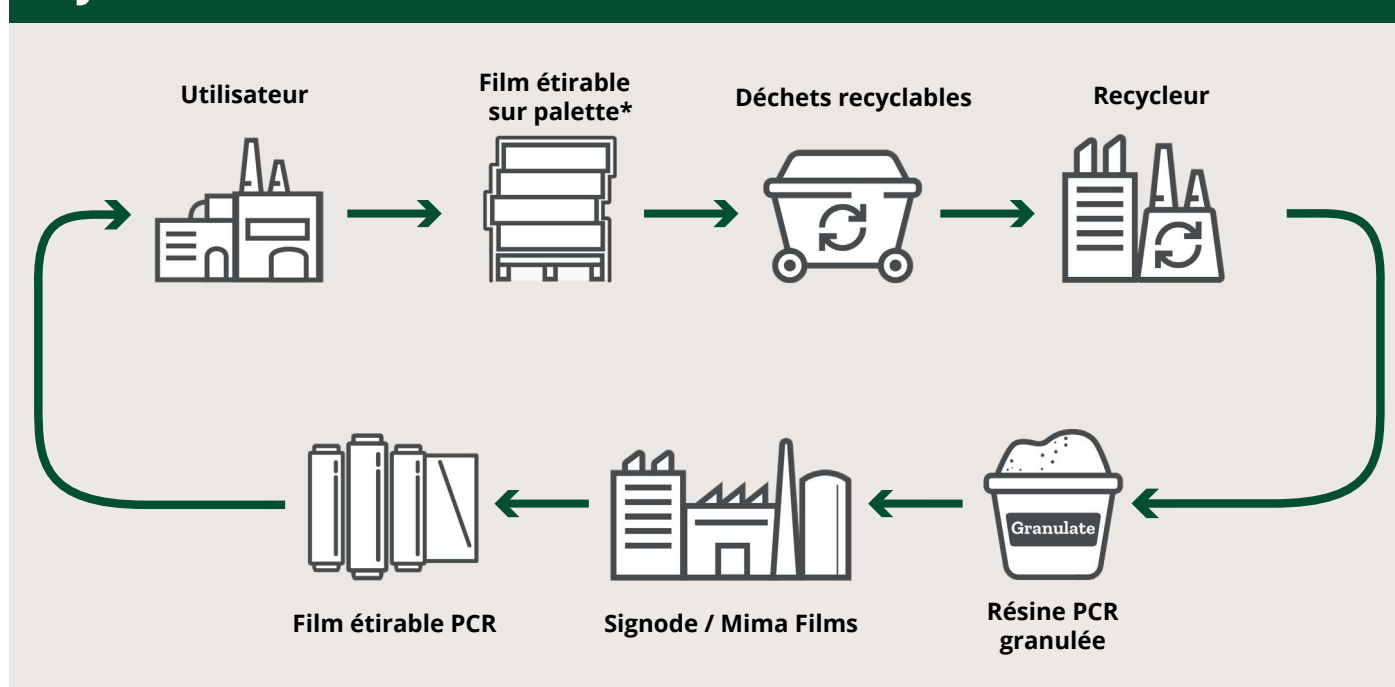 Utilisateur
Film étirable
sur palette*
Déchets recyclables
Recycleur
Granulate
Film étirable PCR
Signode / Mima Films
Résine PCR
granulée